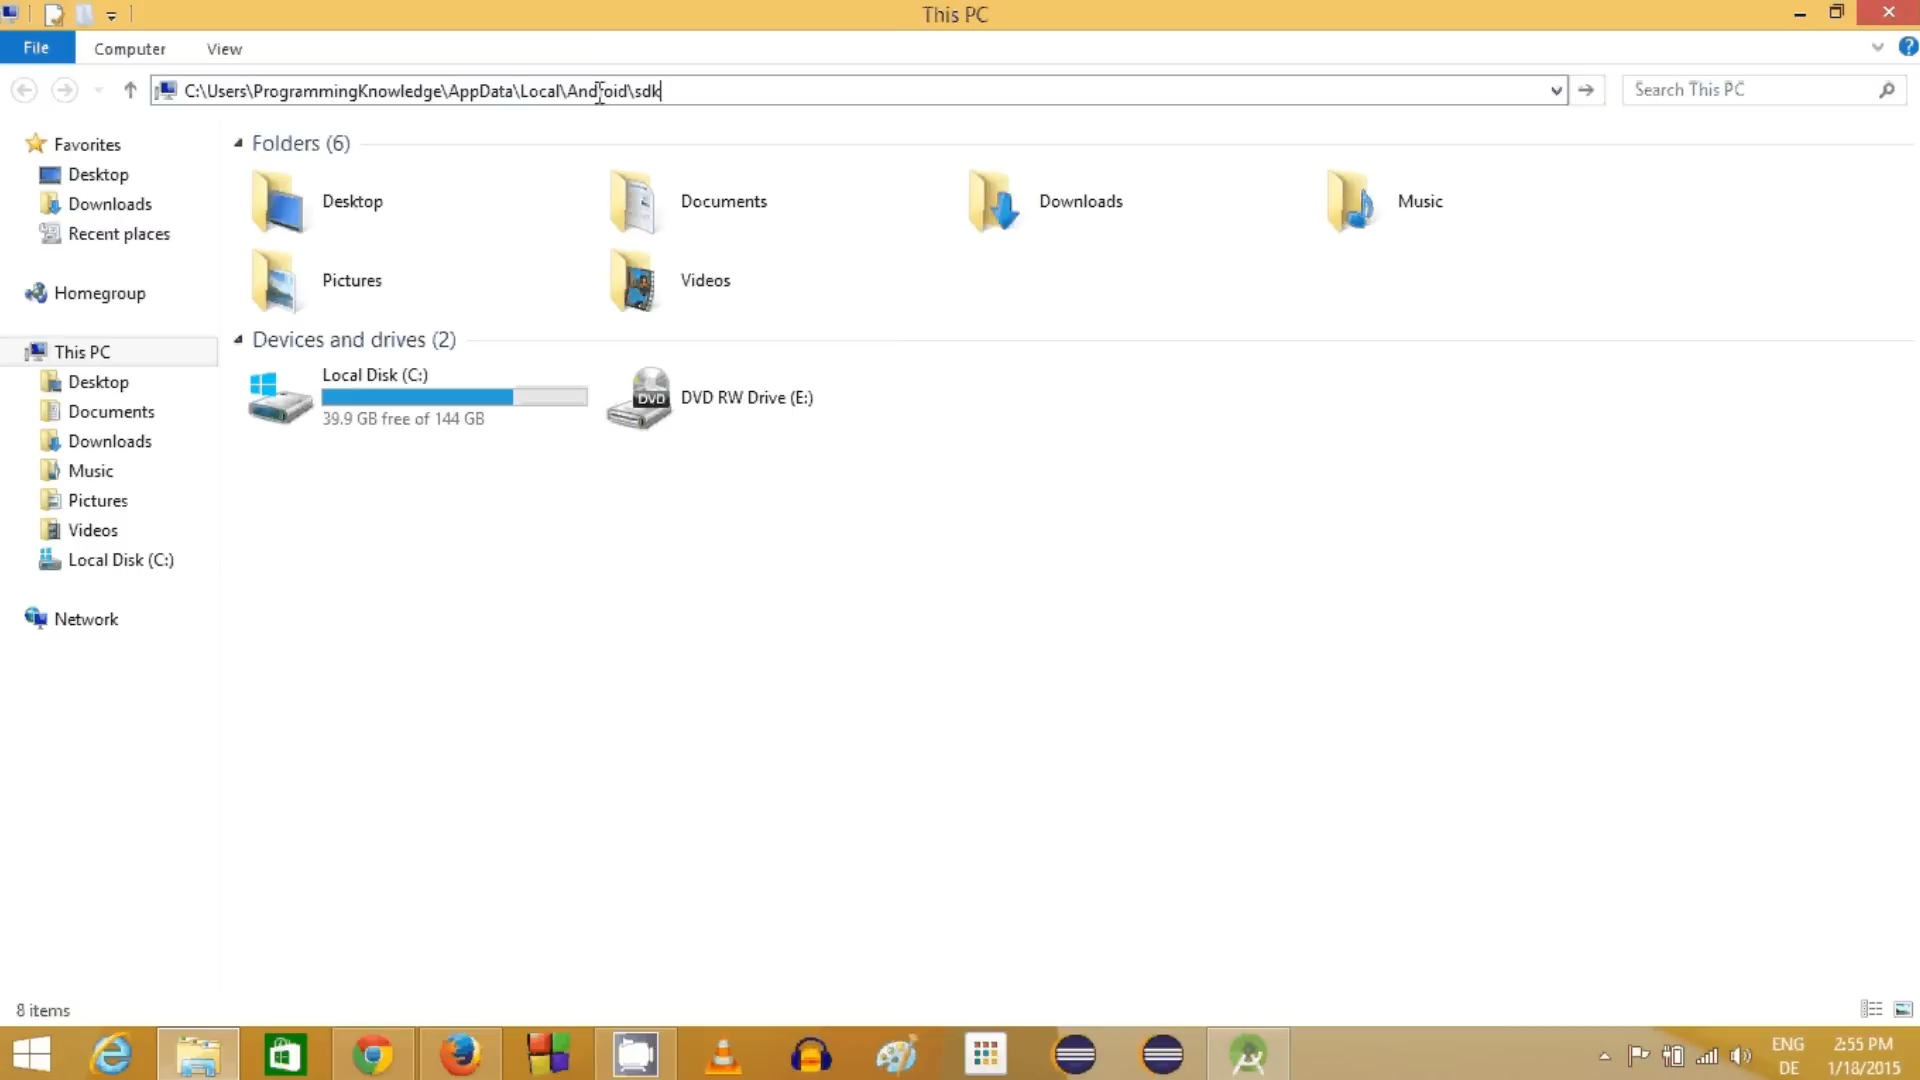 This PC
File Computer View
C:\Users\ProgrammingKnowledge\AppData\Local\Android\sdk
Search This PC
Favorites
Desktop
Downloads
Recent places
Homegroup
This PC
Desktop
Documents
Downloads
Music
Pictures
Videos
Local Disk (C:)
Network
Folders (6)
Desktop
Documents
Downloads
Music
Pictures
Videos
Devices and drives (2)
Local Disk (C:)
39.9 GB free of 144 GB
DVD
DVD RW Drive (E:)
8 items
ENG
DE
2:55 PM
1/18/2015